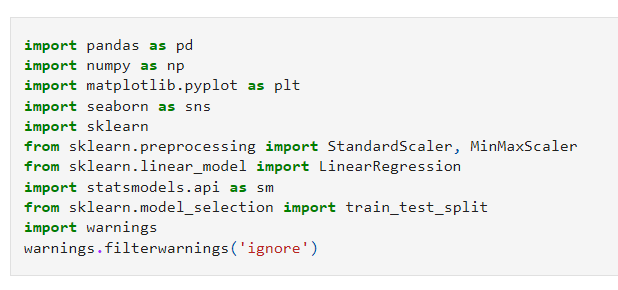 import pandas as pd
import numpy as np
import matplotlib.pyplot as plt
import seaborn as sns
import sklearn
from sklearn.preprocessing import StandardScaler, MinMaxScaler
from sklearn.linear_model import LinearRegression
import statsmodels.api as sm
from sklearn.model_selection import train_test_split
import warnings
warnings.filterwarnings('ignore')